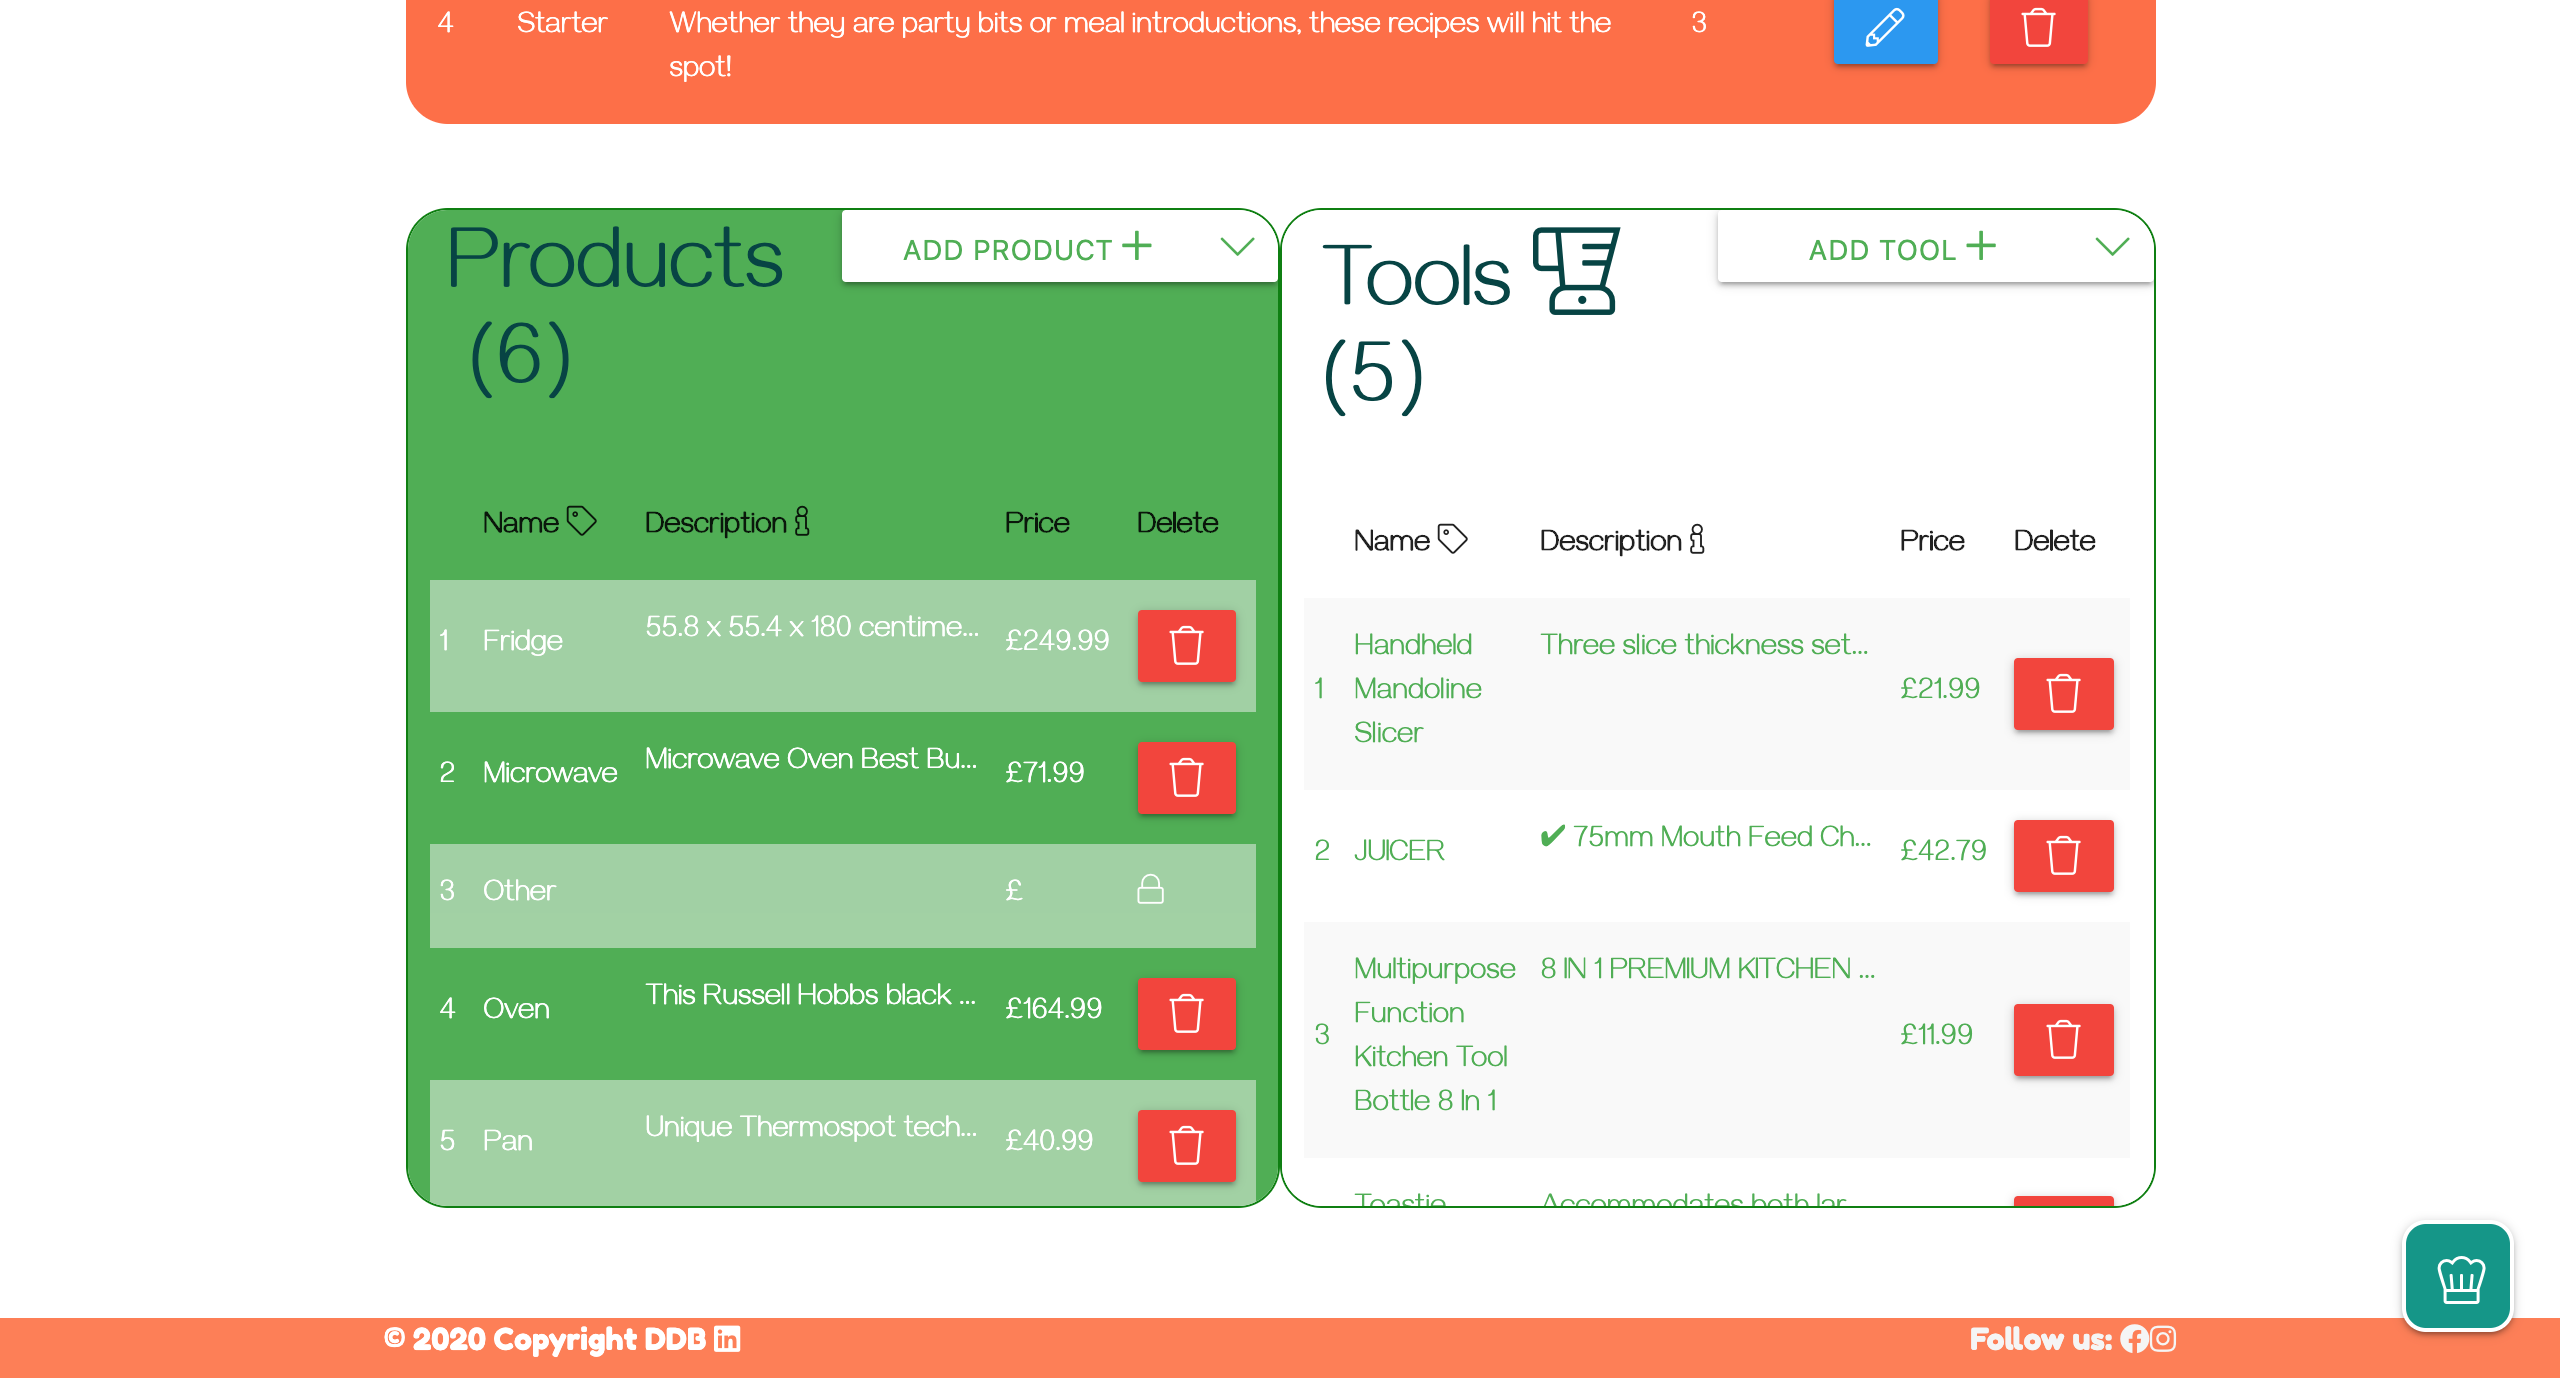 4 Starter Whether they are party bits or meal introductions, these recipes will hit the 3
spot!
Products
(6)
ADD PRODUCT
Name Description Price Delete
1 Fridge 55.8 x 55.4 x 180 centime... £249.99
2 Microwave Microwave Oven Best Bu... £71.99
3 Other £
4 Oven This Russell Hobbs black ... £164.99
5 Pan Unique Thermospot tech... £40.99
Tools
(5)
ADD TOOL
Name Description Price Delete
Handheld Three slice thickness set...
1 Mandoline £21.99
Slicer
2 JUICER ✔ 75mm Mouth Feed Ch... £42.79
Multipurpose 8 IN 1 PREMIUM KITCHEN ...
Function
3 £11.99
Kitchen Tool
Bottle 8 In 1
Toastie Accommodates both lar...
© 2020 Copyright DDB
Follow us: